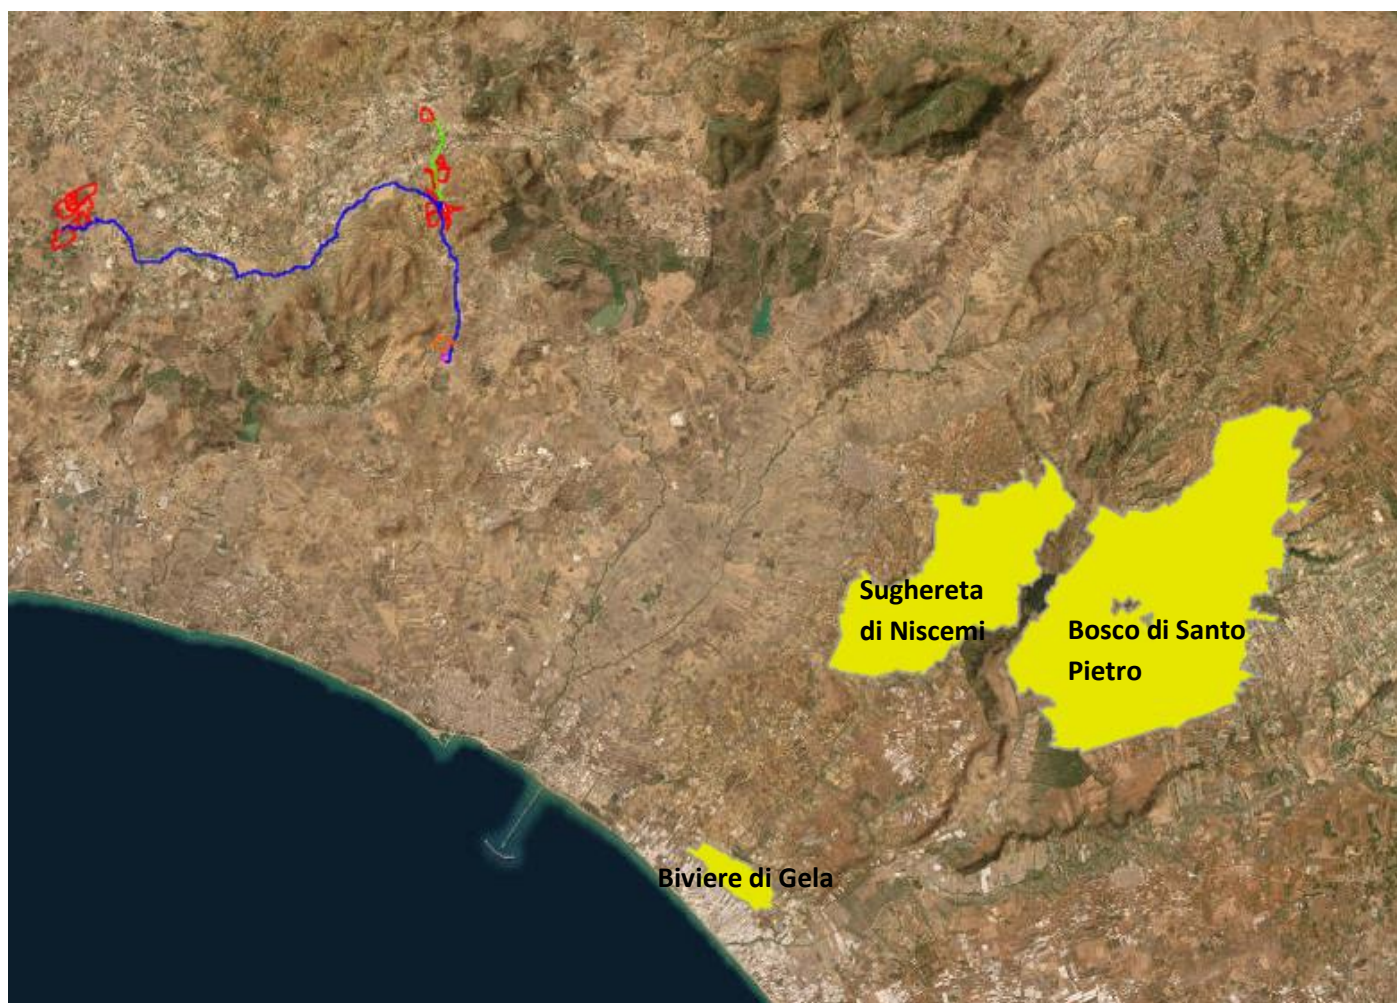 Sughereta
di Niscemi
Bosco di Santo
Pietro
Biviere di Gela